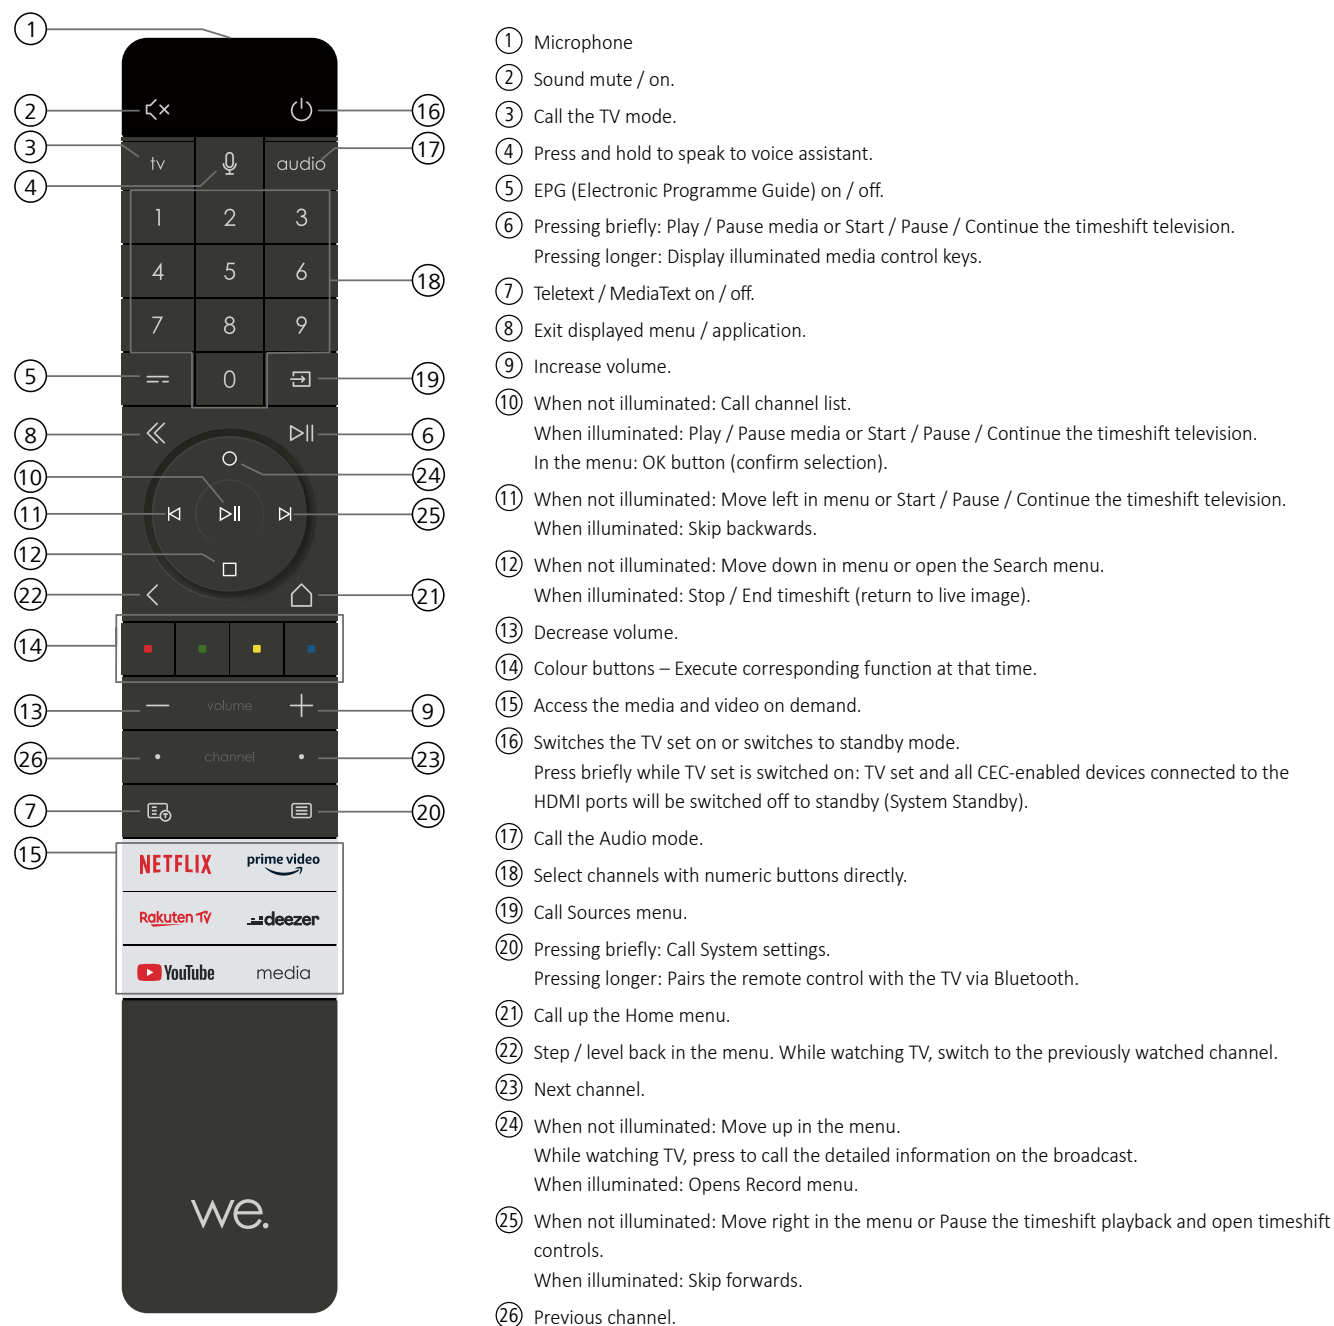 1
2
16
3
tv
audio
17
4
1 2 3
4 5 6
18
7 8 9
5
0
19
8
6
24
10
11
25
12
22
21
14
13
volume
9
26
channel
23
7
20
15
NETFLIX prime video
Rakuten TV deezer
YouTube media
we.
1 Microphone
2 Sound mute / on.
3 Call the TV mode.
4 Press and hold to speak to voice assistant.
5 EPG (Electronic Programme Guide) on / off.
6 Pressing briefly: Play / Pause media or Start / Pause / Continue the timeshift television.
Pressing longer: Display illuminated media control keys.
7 Teletext / MediaText on / off.
8 Exit displayed menu / application.
9 Increase volume.
10 When not illuminated: Call channel list.
When illuminated: Play / Pause media or Start / Pause / Continue the timeshift television.
In the menu: OK button (confirm selection).
11 When not illuminated: Move left in menu or Start / Pause / Continue the timeshift television.
When illuminated: Skip backwards.
12 When not illuminated: Move down in menu or open the Search menu.
When illuminated: Stop / End timeshift (return to live image).
13 Decrease volume.
14 Colour buttons – Execute corresponding function at that time.
15 Access the media and video on demand.
16 Switches the TV set on or switches to standby mode.
Press briefly while TV set is switched on: TV set and all CEC-enabled devices connected to the
HDMI ports will be switched off to standby (System Standby).
17 Call the Audio mode.
18 Select channels with numeric buttons directly.
19 Call Sources menu.
20 Pressing briefly: Call System settings.
Pressing longer: Pairs the remote control with the TV via Bluetooth.
21 Call up the Home menu.
22 Step / level back in the menu. While watching TV, switch to the previously watched channel.
23 Next channel.
24 When not illuminated: Move up in the menu.
While watching TV, press to call the detailed information on the broadcast.
When illuminated: Opens Record menu.
25 When not illuminated: Move right in the menu or Pause the timeshift playback and open timeshift
controls.
When illuminated: Skip forwards.
26 Previous channel.